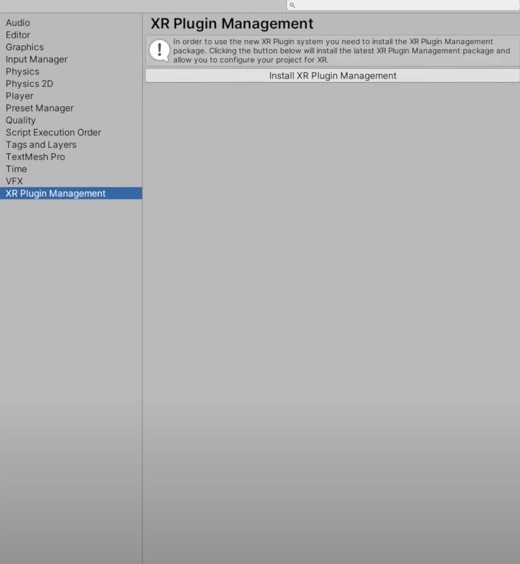 XR Plugin Management
In order to use the new XR Plugin system you need to install the XR Plugin Management
package. Clicking the button below will install the latest XR Plugin Management package and
allow you to configure your project for XR.
Install XR Plugin Management
Audio
Editor
Graphics
Input Manager
Physics
Physics 2D
Player
Preset Manager
Quality
Script Execution Order
Tags and Layers
TextMesh Pro
Time
VFX
XR Plugin Management